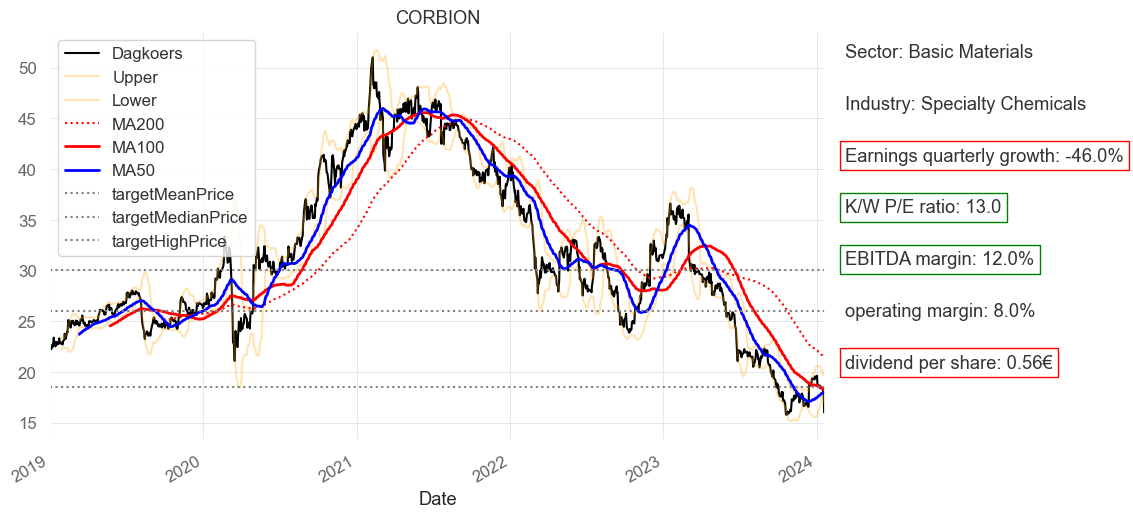 CORBION
Dagkoers
Upper
Lower
MA200
MA100
MA50
targetMeanPrice
targetMedianPrice
targetHighPrice
50
45
40
35
30
25
20
15
2019
2020
2021
2022
2023
2024
Date
Sector: Basic Materials
Industry: Specialty Chemicals
Earnings quarterly growth: -46.0%
K/W P/E ratio: 13.0
EBITDA margin: 12.0%
operating margin: 8.0%
dividend per share: 0.56€